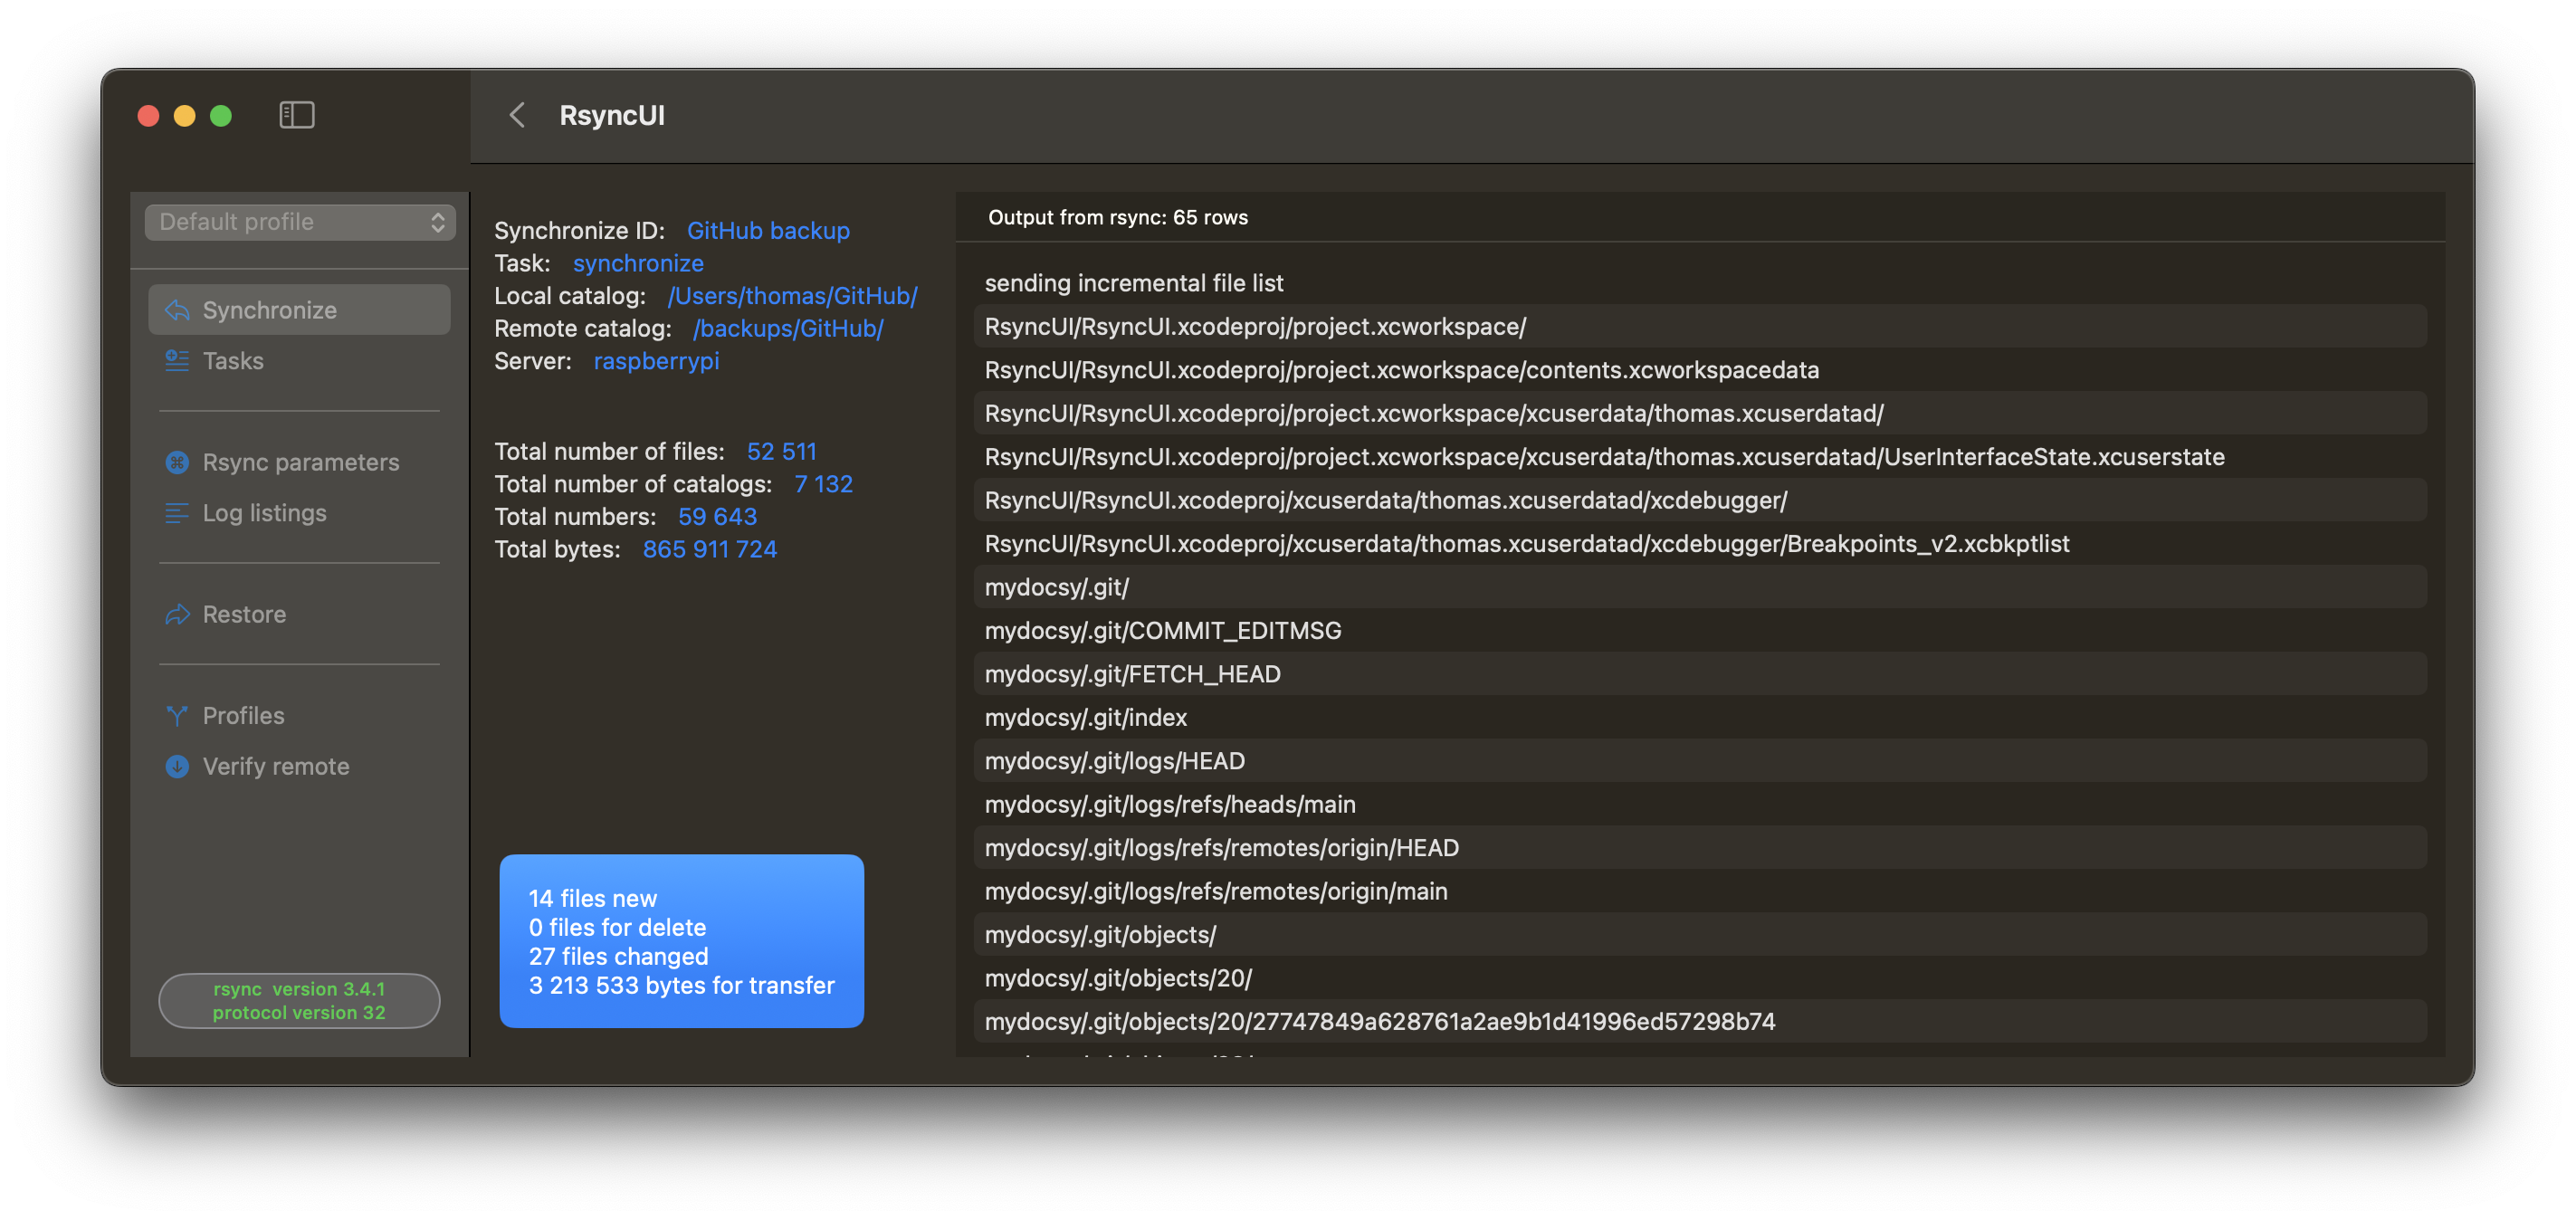 RsyncUI
Default profile
Synchronize
Tasks
Rsync parameters
Log listings
Restore
Profiles
Verify remote
rsync  version 3.4.1
protocol version 32
Synchronize ID: GitHub backup
Task: synchronize
Local catalog: /Users/thomas/GitHub/
Remote catalog: /backups/GitHub/
Server: raspberrypi
Total number of files: 52 511
Total number of catalogs: 7 132
Total numbers: 59 643
Total bytes: 865 911 724
14 files new
0 files for delete
27 files changed
3 213 533 bytes for transfer
Output from rsync: 65 rows
sending incremental file list
RsyncUI/RsyncUI.xcodeproj/project.xcworkspace/
RsyncUI/RsyncUI.xcodeproj/project.xcworkspace/contents.xcworkspacedata
RsyncUI/RsyncUI.xcodeproj/project.xcworkspace/xcuserdata/thomas.xcuserdatad/
RsyncUI/RsyncUI.xcodeproj/project.xcworkspace/xcuserdata/thomas.xcuserdatad/UserInterfaceState.xcuserstate
RsyncUI/RsyncUI.xcodeproj/xcuserdata/thomas.xcuserdatad/xcdebugger/
RsyncUI/RsyncUI.xcodeproj/xcuserdata/thomas.xcuserdatad/xcdebugger/Breakpoints_v2.xcbkptlist
mydocsy/.git/
mydocsy/.git/COMMIT_EDITMSG
mydocsy/.git/FETCH_HEAD
mydocsy/.git/index
mydocsy/.git/logs/HEAD
mydocsy/.git/logs/refs/heads/main
mydocsy/.git/logs/refs/remotes/origin/HEAD
mydocsy/.git/logs/refs/remotes/origin/main
mydocsy/.git/objects/
mydocsy/.git/objects/20/
mydocsy/.git/objects/20/27747849a628761a2ae9b1d41996ed57298b74